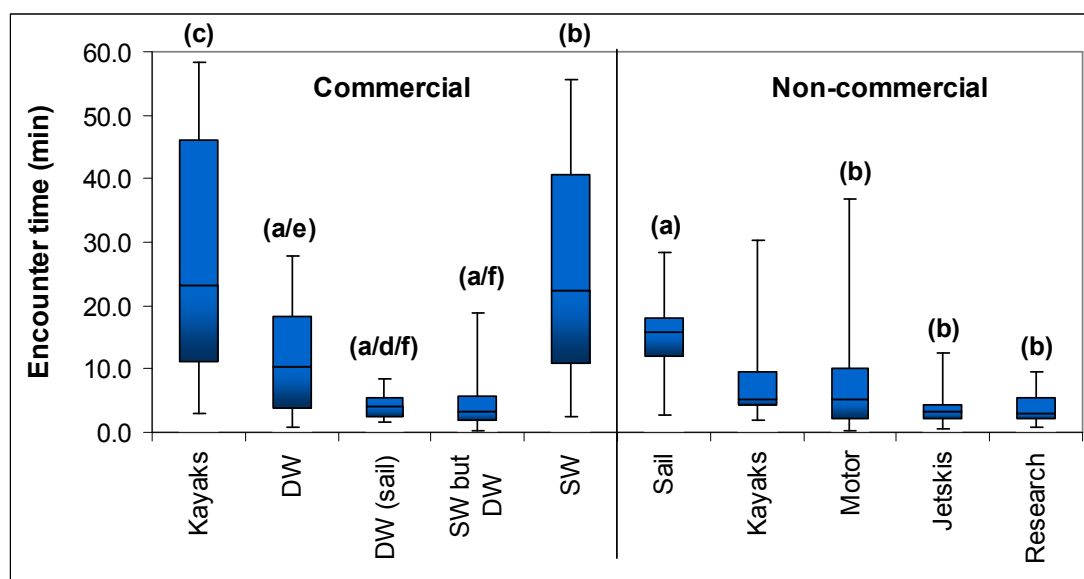 (c)
(b)
60.0
Commercial
Non-commercial
50.0
40.0
(b)
30.0
(a/e)
(a)
(a/f)
20.0
(a/d/f)
(b)
(b)
10.0
0.0
Encounter time (min)
Kayaks
DW
DW (sail)
SW but
DW
SW
Sail
Kayaks
Motor
Jetskis
Research